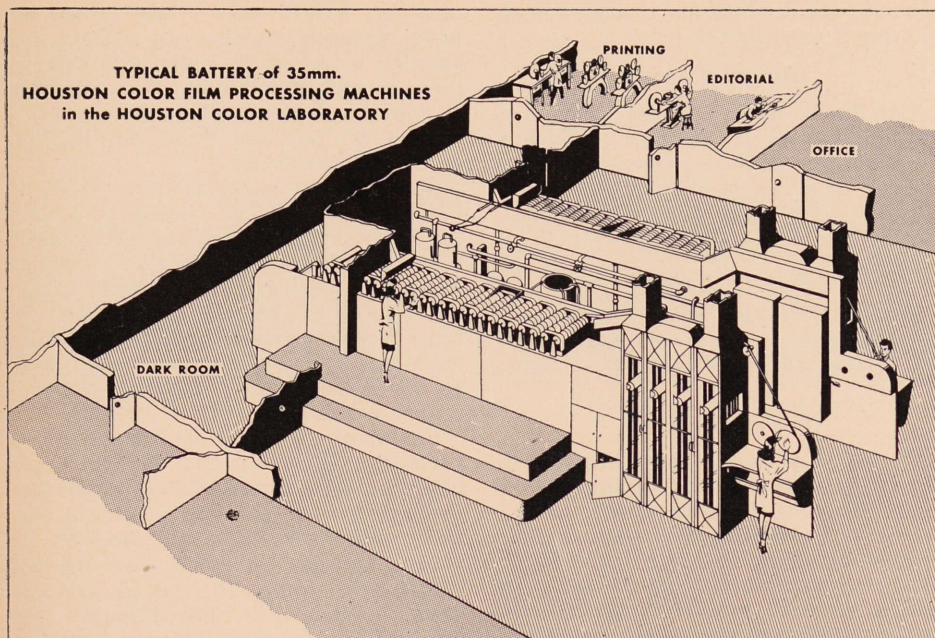 TYPICAL BATTERY of 35mm.
HOUSTON COLOR FILM PROCESSING MACHINES
in the HOUSTON COLOR LABORATORY
PRINTING
EDITORIAL
OFFICE
DARK ROOM